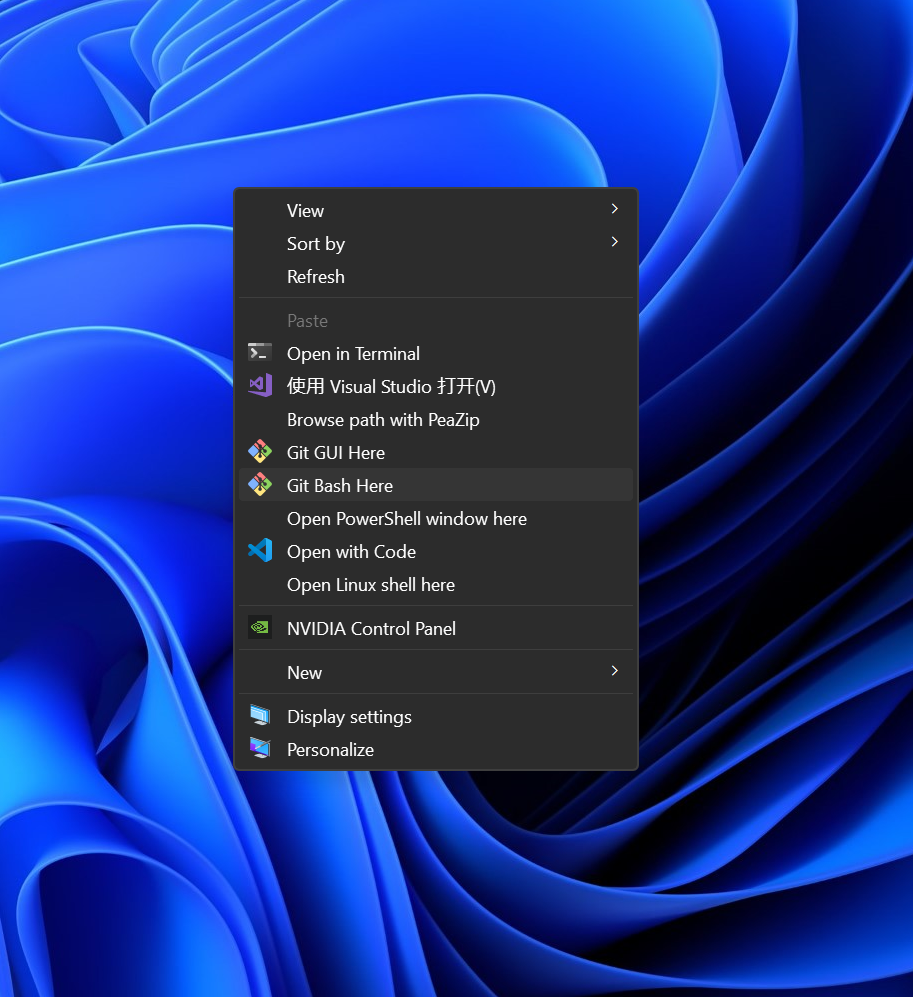 View
Sort by
Refresh
Paste
Open in Terminal
使用 Visual Studio 打开(V)
Browse path with PeaZip
Git GUI Here
Git Bash Here
Open PowerShell window here
Open with Code
Open Linux shell here
NVIDIA Control Panel
New
Display settings
Personalize